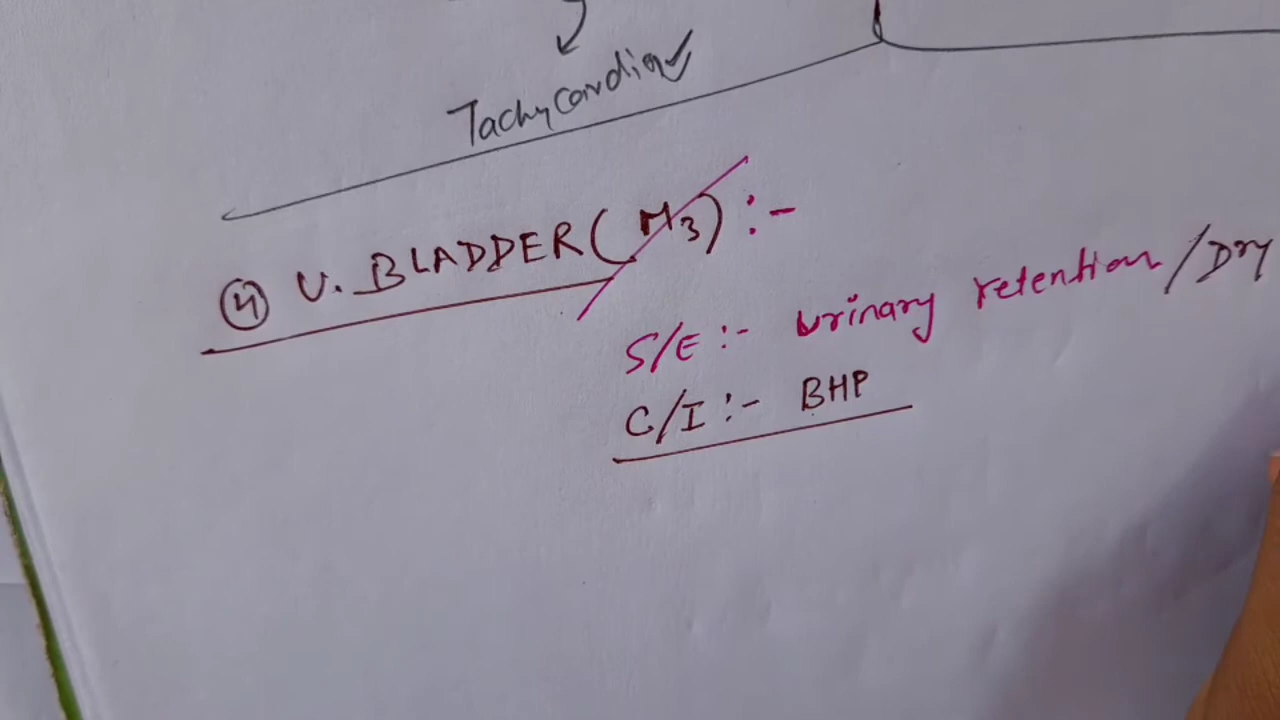 Tachycardia✓
④ U. BLADDER (M3) :-
S/E :- urinary retention / Dry
C/I :- BHP